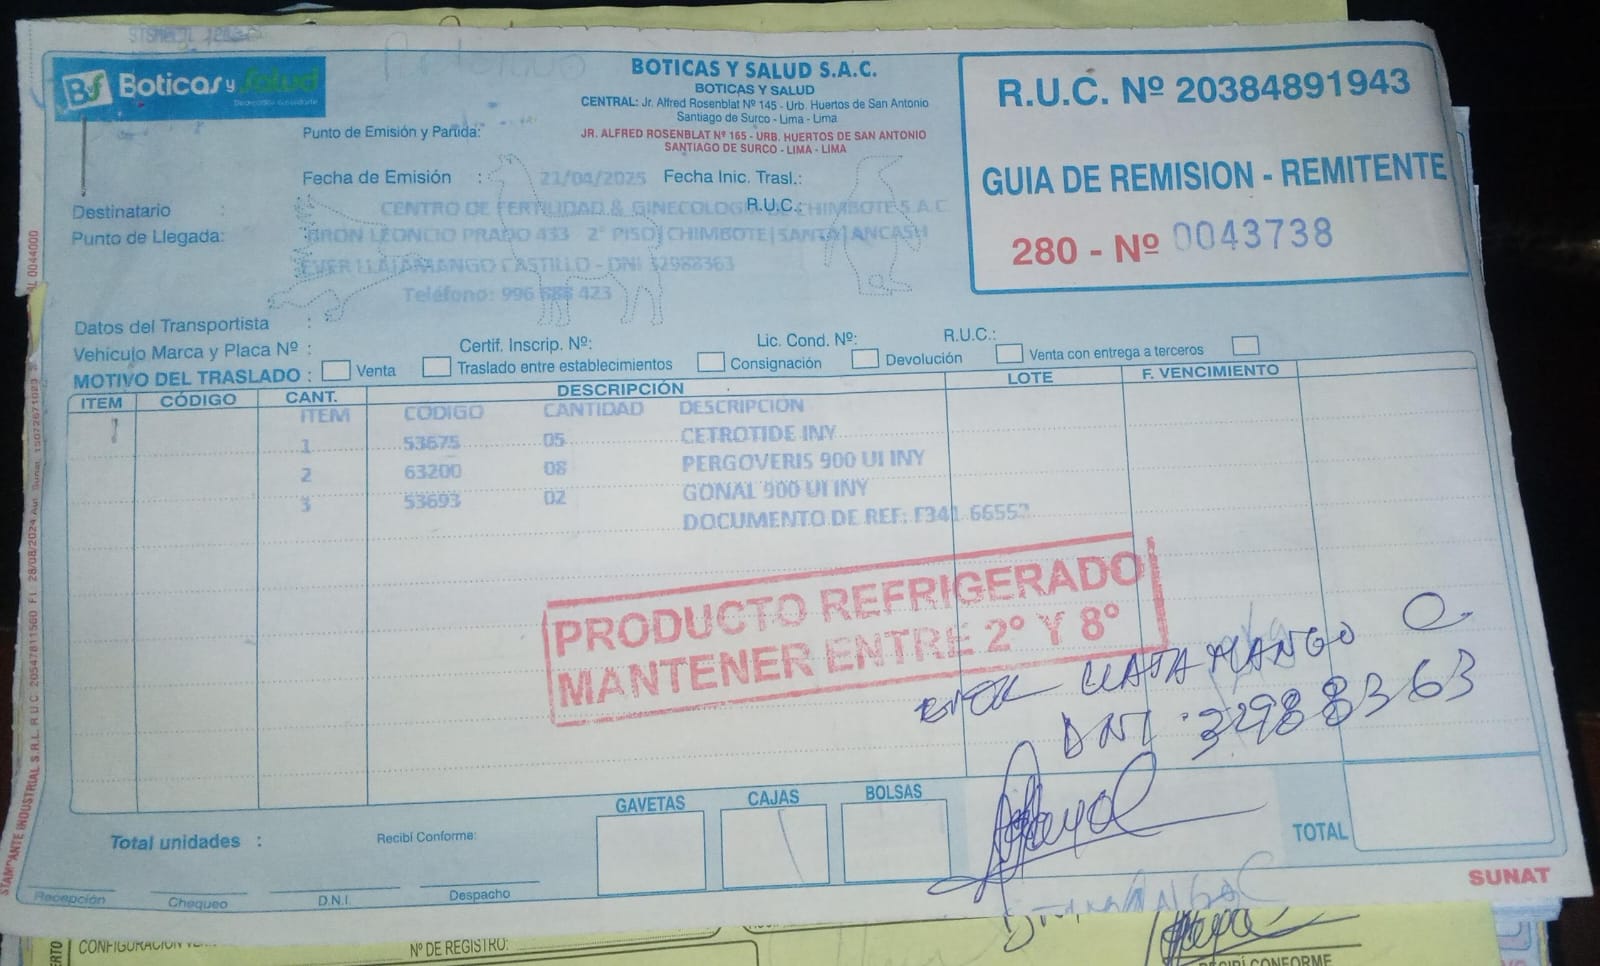 BS Boticas y Salud
BOTICAS Y SALUD S.A.C.
BOTICAS Y SALUD
CENTRAL: Jr. Alfred Rosenblat Nº 145 - Urb. Huertos de San Antonio
Santiago de Surco - Lima - Lima
Punto de Emisión y Partida:
JR. ALFRED ROSENBLAT Nº 165 - URB. HUERTOS DE SAN ANTONIO
SANTIAGO DE SURCO - LIMA - LIMA
R.U.C. Nº 20384891943
GUIA DE REMISION - REMITENTE
280 - Nº 0043738
Fecha de Emisión : 21/04/2025 Fecha Inic. Trasl.:
Destinatario : CENTRO DE FERTILIDAD & GINECOLOGIA DE CHIMBOTE S.A.C R.U.C.:
Punto de Llegada: JIRON LEONCIO PRADO 433 2° PISO|CHIMBOTE|SANTA|ANCASH
EVER LLATAMANGO CASTILLO - DNI 32988363
Teléfono: 996 688 423
Datos del Transportista :
Vehículo Marca y Placa Nº : Certif. Inscrip. Nº: Lic. Cond. Nº: R.U.C.:
MOTIVO DEL TRASLADO : Venta Traslado entre establecimientos Consignación Devolución Venta con entrega a terceros
ITEM CÓDIGO CANT. DESCRIPCIÓN LOTE F. VENCIMIENTO
ITEM CODIGO CANTIDAD DESCRIPCION
1 53675 05 CETROTIDE INY
2 63200 08 PERGOVERIS 900 UI INY
3 53693 02 GONAL 900 UI INY
DOCUMENTO DE REF: F341 66557
PRODUCTO REFRIGERADO
MANTENER ENTRE 2° Y 8°
LLATAMANGO C.
DNI. 32988363
GAVETAS CAJAS BOLSAS
Total unidades : Recibí Conforme:
TOTAL
Recepción Chequeo D.N.I. Despacho
SUNAT
CONFIGURACIÓN
Nº DE REGISTRO:
RECIBÍ CONFORME